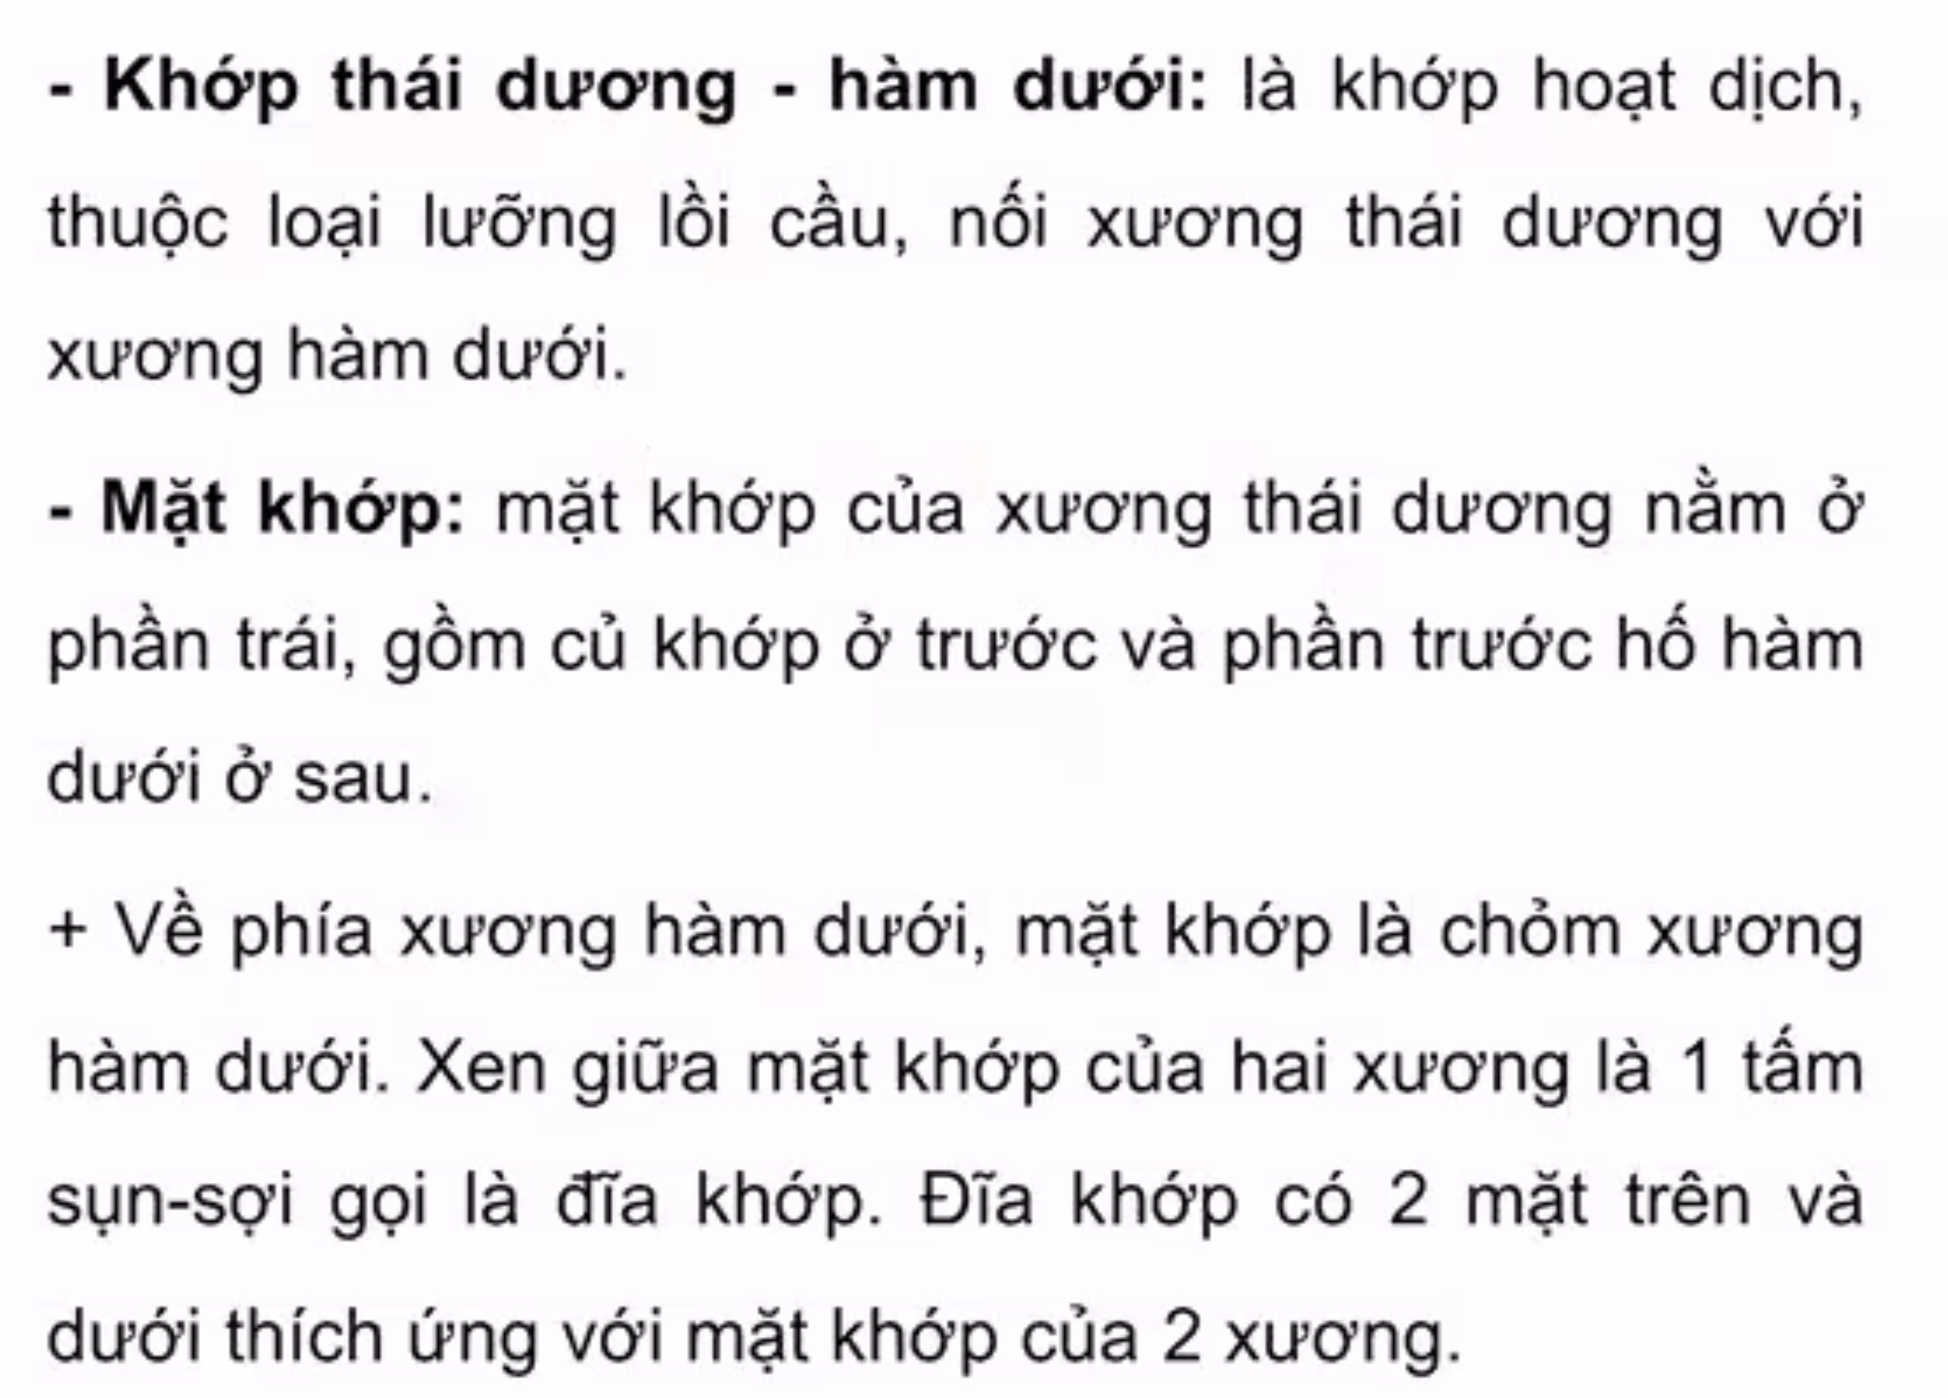 - Khớp thái dương - hàm dưới: là khớp hoạt dịch,
thuộc loại lưỡng lồi cầu, nối xương thái dương với
xương hàm dưới.
- Mặt khớp: mặt khớp của xương thái dương nằm ở
phần trái, gồm củ khớp ở trước và phần trước hố hàm
dưới ở sau.
+ Về phía xương hàm dưới, mặt khớp là chỏm xương
hàm dưới. Xen giữa mặt khớp của hai xương là 1 tấm
sụn-sợi gọi là đĩa khớp. Đĩa khớp có 2 mặt trên và
dưới thích ứng với mặt khớp của 2 xương.